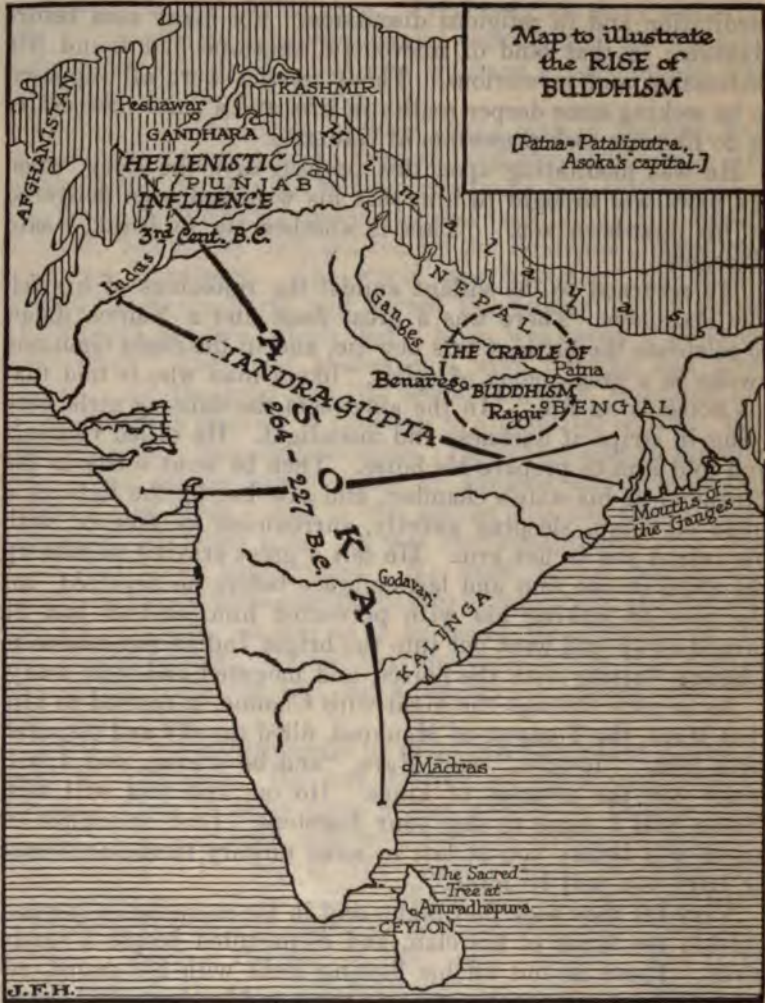 Map to illustrate
the RISE of
BUDDHISM
[Patna=Pataliputra,
Asoka's capital.]
AFGHANISTAN
Peshawar
KASHMIR
GANDHARA
HELLENISTIC
PUNJAB
INFLUENCE
3rd Cent. B.C.
Indus
Himalayas
NEPAL
Ganges
THE CRADLE OF
Patna
Benares
BUDDHISM
Rajgir
BENGAL
CHANDRAGUPTA
ASOKA
264-227 B.C.
Mouths of
the Ganges
Godavari
KALINGA
Madras
The Sacred
Tree at
Anuradhapura
CEYLON
J.F.H.